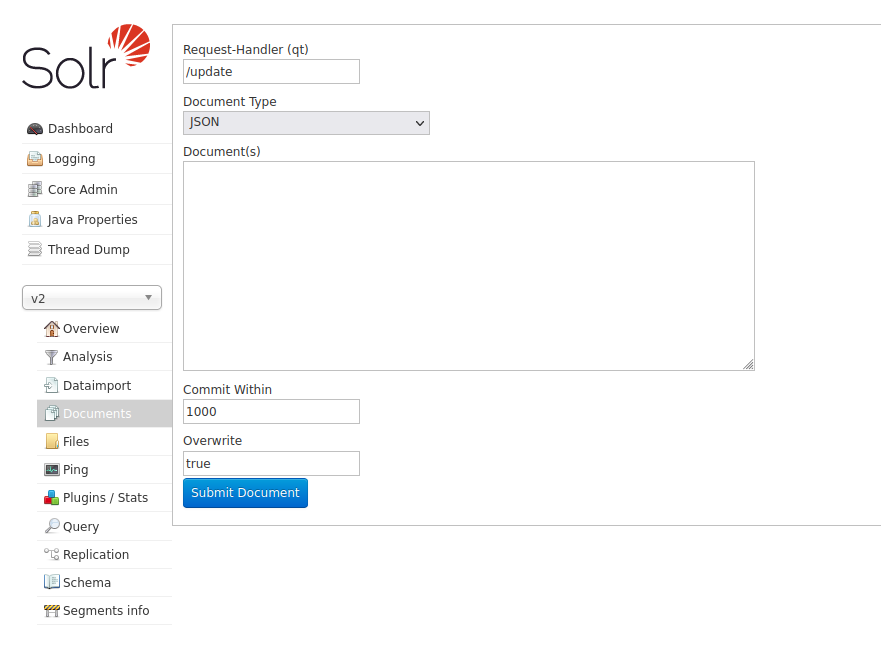 Solr
Dashboard
Logging
Core Admin
Java Properties
Thread Dump
v2
Overview
Analysis
Dataimport
Documents
Files
Ping
Plugins / Stats
Query
Replication
Schema
Segments info
Request-Handler (qt)
/update
Document Type
JSON
Document(s)
Commit Within
1000
Overwrite
true
Submit Document